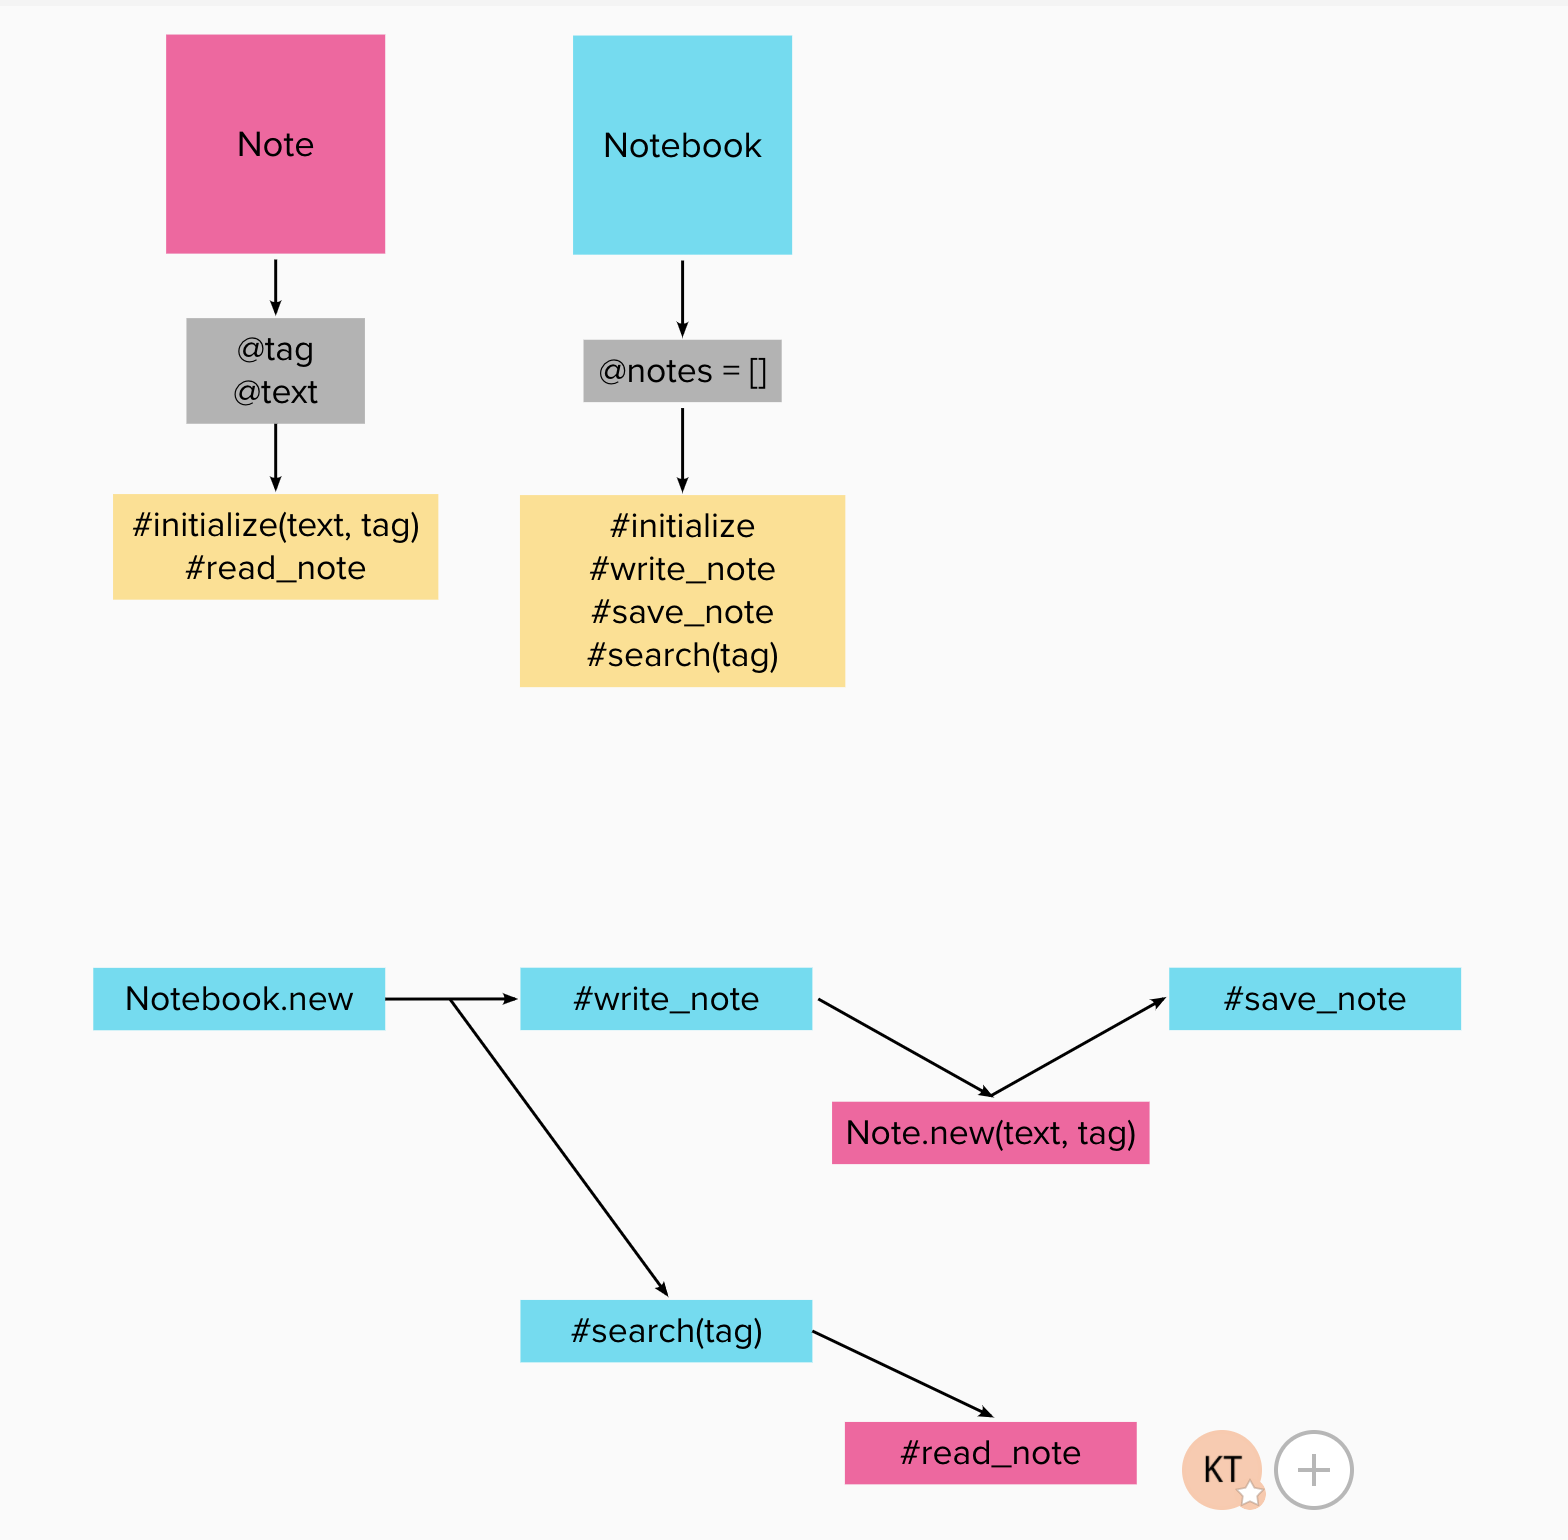 Note
@tag
@text
#initialize(text, tag)
#read_note
Notebook
@notes = []
#initialize
#write_note
#save_note
#search(tag)
Notebook.new
#write_note
#save_note
Note.new(text, tag)
#search(tag)
#read_note
KT